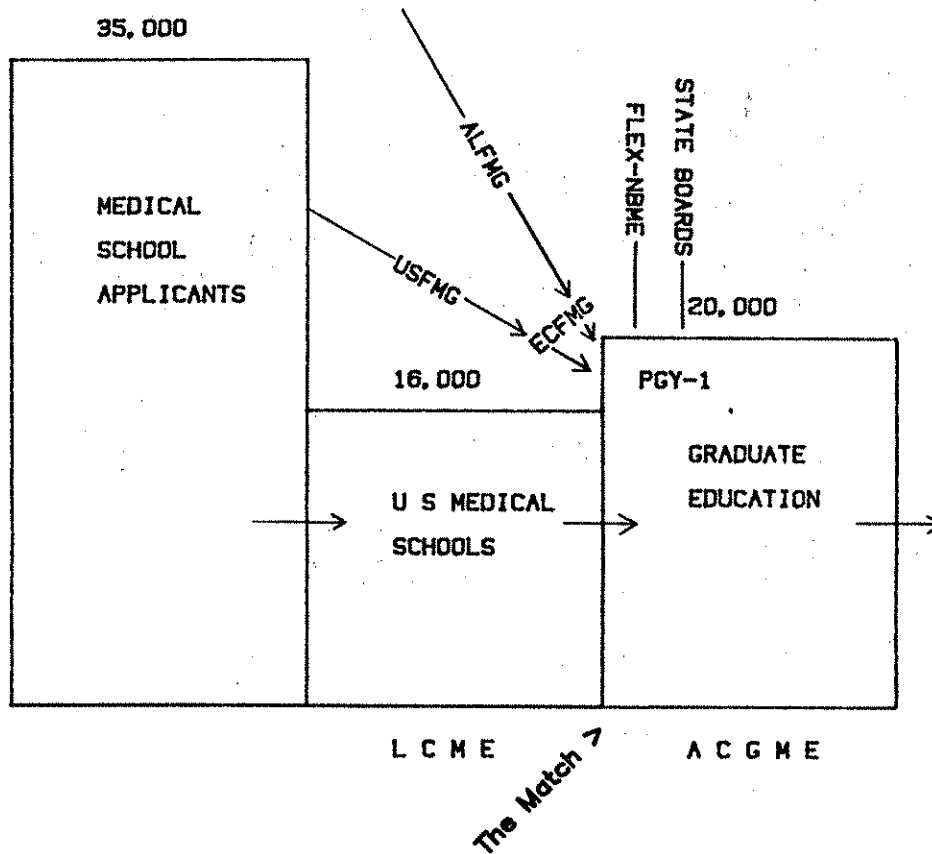 35,000
MEDICAL
SCHOOL
APPLICANTS
ALFMG
USFMG
ECFMG
FLEX-NBME
STATE BOARDS
20,000
16,000
PGY-1
GRADUATE
EDUCATION
U S MEDICAL
SCHOOLS
L C M E
The Match >
A C G M E